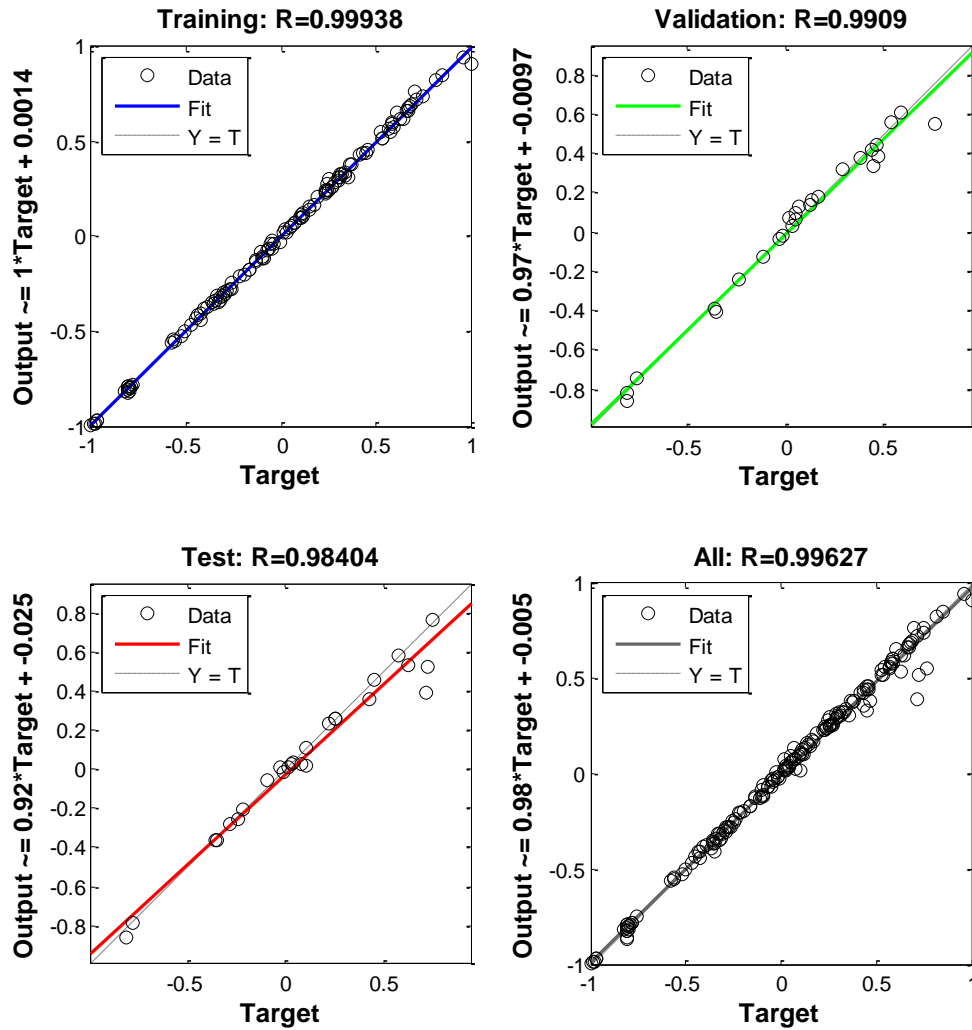 Training: R=0.99938
Output ~= 1*Target + 0.0014
1
0.5
0
-0.5
-1
Data
Fit
Y = T
-1
-0.5
0
0.5
1
Target
Validation: R=0.9909
Output ~= 0.97*Target + -0.0097
0.8
0.6
0.4
0.2
0
-0.2
-0.4
-0.6
-0.8
Data
Fit
Y = T
-0.5
0
0.5
Target
Test: R=0.98404
Output ~= 0.92*Target + -0.025
0.8
0.6
0.4
0.2
0
-0.2
-0.4
-0.6
-0.8
Data
Fit
Y = T
-0.5
0
0.5
Target
All: R=0.99627
Output ~= 0.98*Target + -0.005
1
0.5
0
-0.5
-1
Data
Fit
Y = T
-1
-0.5
0
0.5
1
Target